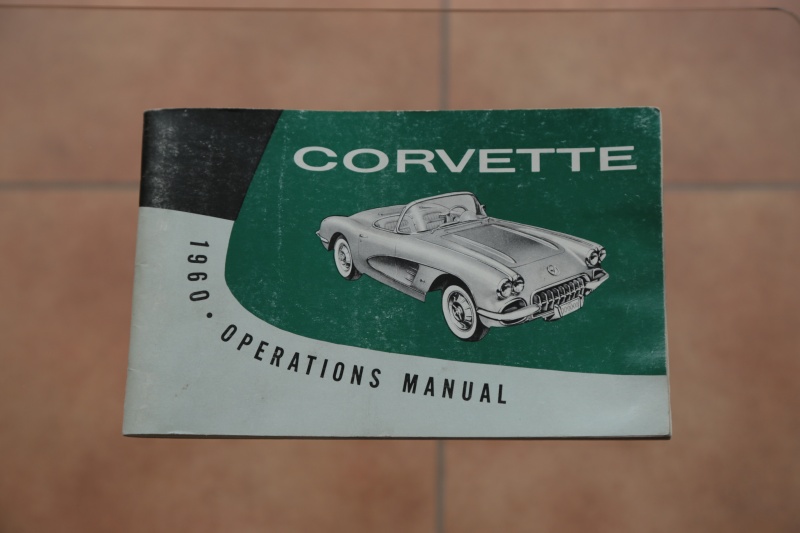 CORVETTE
1960 • OPERATIONS MANUAL